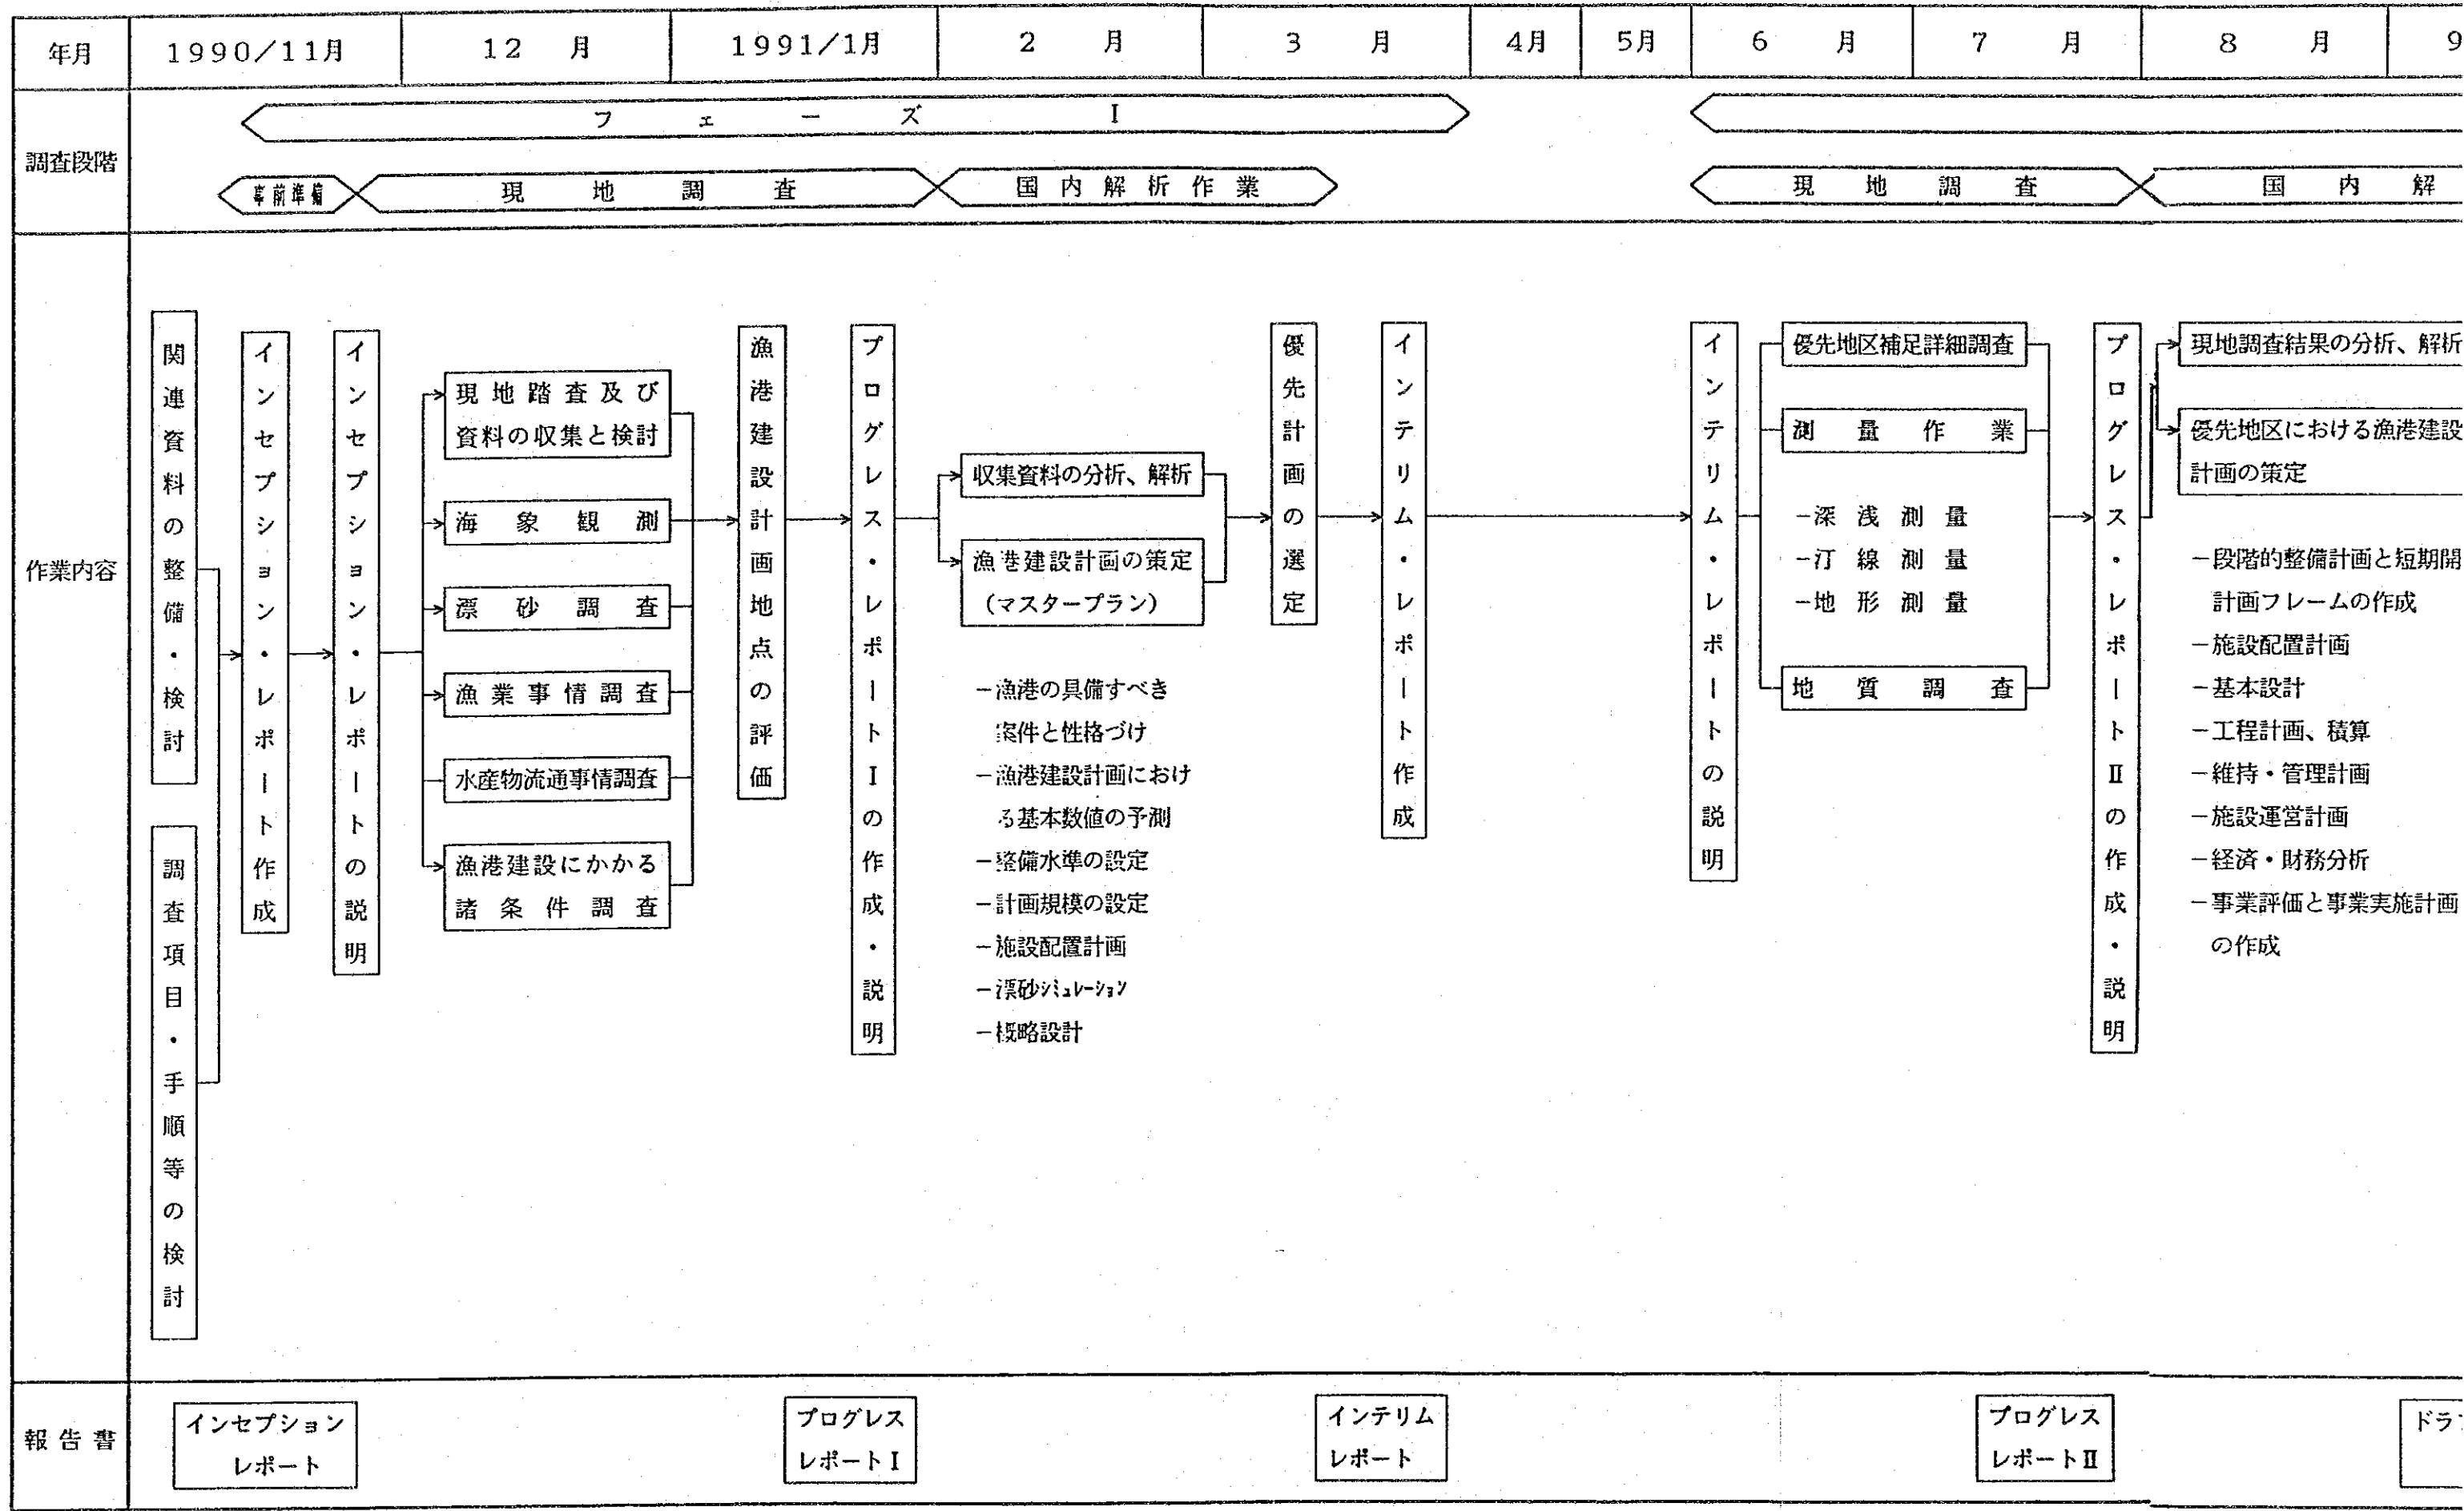 年月
1990/11月
12 月
1991/1月
2 月
3 月
4月
5月
6 月
7 月
8 月
9
調査段階
フェーズ I
事前準備
現地調査
国内解析作業
現地調査
国内解
作業内容
関連資料の整備・検討
調査項目・手順等の検討
インセプション・レポート作成
インセプション・レポートの説明
現地踏査及び
資料の収集と検討
海象観測
漂砂調査
漁業事情調査
水産物流通事情調査
漁港建設にかかる
諸条件調査
漁港建設計画地点の評価
プログレス・レポートIの作成・説明
収集資料の分析、解析
漁港建設計画の策定
(マスタープラン)
－漁港の具備すべき
案件と性格づけ
－漁港建設計画におけ
る基本数値の予測
－整備水準の設定
－計画規模の設定
－施設配置計画
－漂砂シミュレーション
－概略設計
優先計画の選定
インテリム・レポート作成
インテリム・レポートの説明
優先地区補足詳細調査
測量作業
－深浅測量
－汀線測量
－地形測量
地質調査
プログレス・レポートⅡの作成・説明
現地調査結果の分析、解析
優先地区における漁港建設
計画の策定
－段階的整備計画と短期開
計画フレームの作成
－施設配置計画
－基本設計
－工程計画、積算
－維持・管理計画
－施設運営計画
－経済・財務分析
－事業評価と事業実施計画
の作成
報告書
インセプション
レポート
プログレス
レポートI
インテリム
レポート
プログレス
レポートⅡ
ドラ